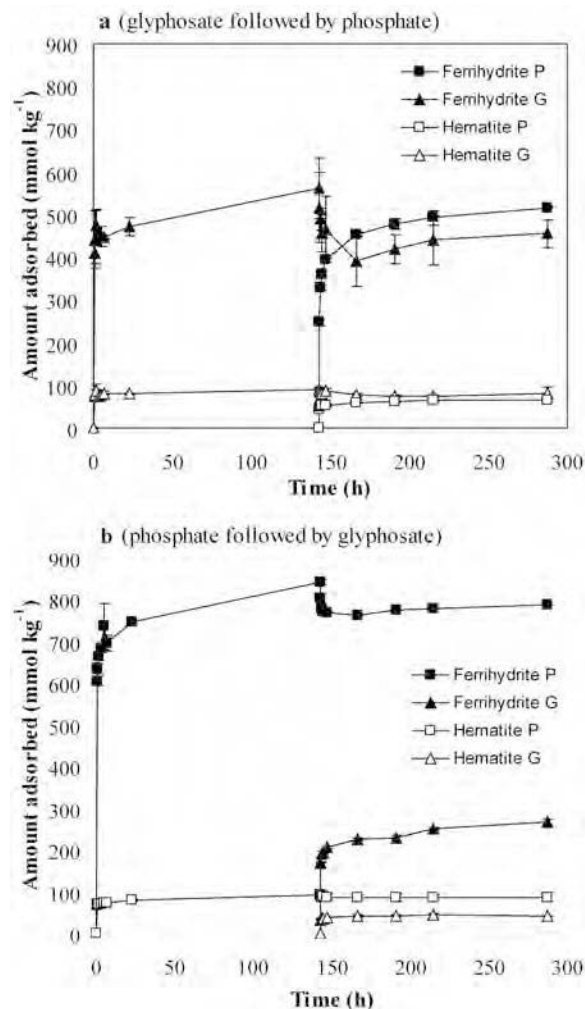 a (glyphosate followed by phosphate)
900
800
700
600
500
400
300
200
100
0
Amount adsorbed (mmol kg⁻¹)
Ferrihydrite P
Ferrihydrite G
Hematite P
Hematite G
0 50 100 150 200 250 300
Time (h)
b (phosphate followed by glyphosate)
900
800
700
600
500
400
300
200
100
0
Amount adsorbed (mmol kg⁻¹)
Ferrihydrite P
Ferrihydrite G
Hematite P
Hematite G
0 50 100 150 200 250 300
Time (h)